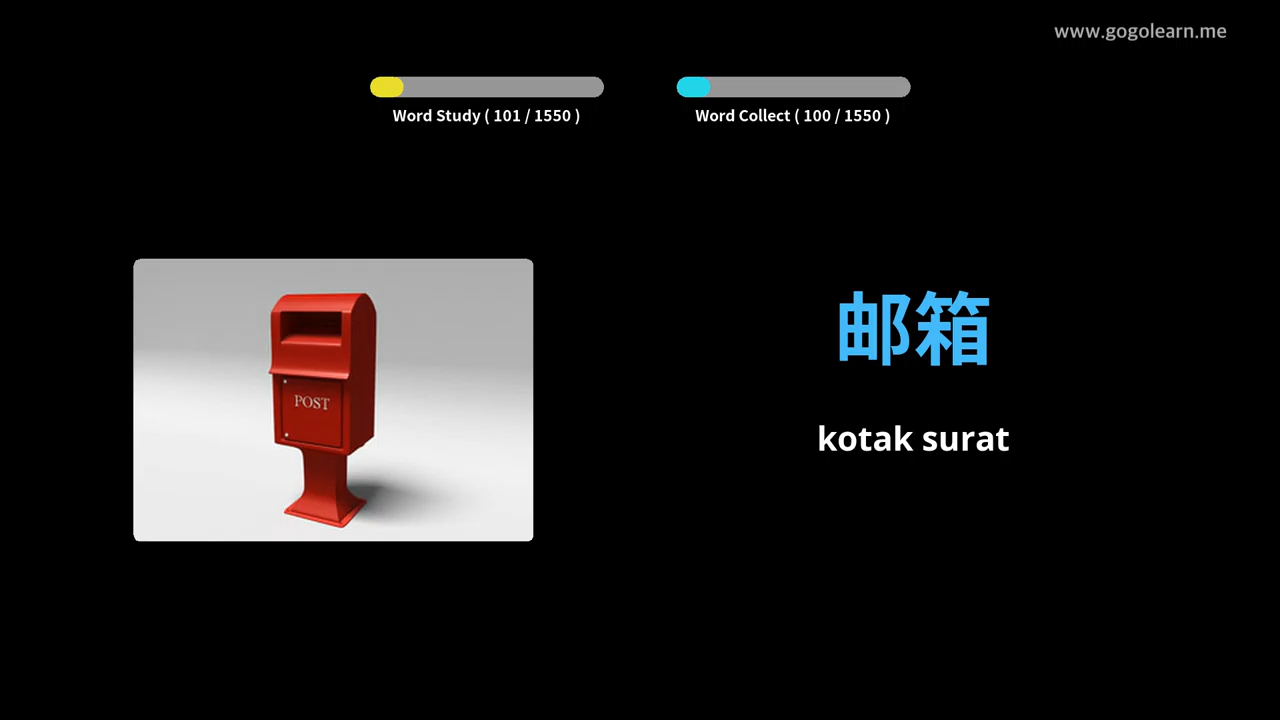 www.gogolearn.me
Word Study ( 101 / 1550 )
Word Collect ( 100 / 1550 )
POST
邮箱
kotak surat